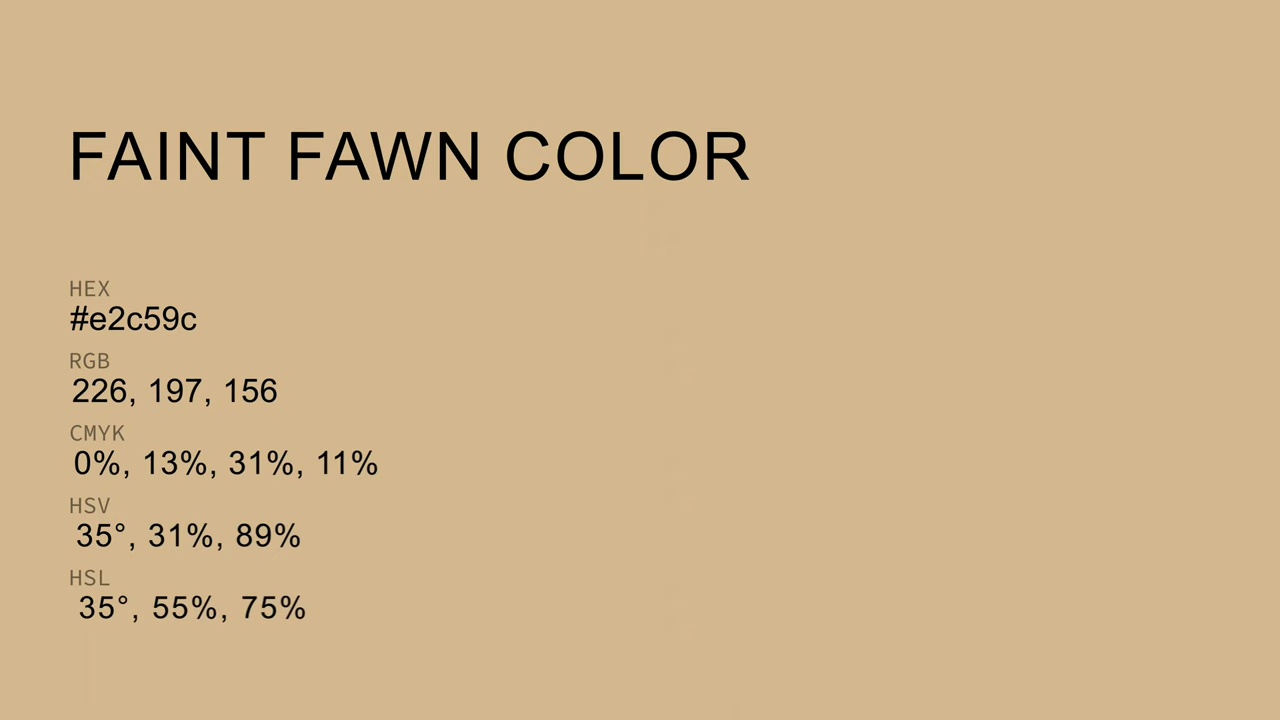 FAINT FAWN COLOR
HEX
#e2c59c
RGB
226, 197, 156
CMYK
0%, 13%, 31%, 11%
HSV
35°, 31%, 89%
HSL
35°, 55%, 75%